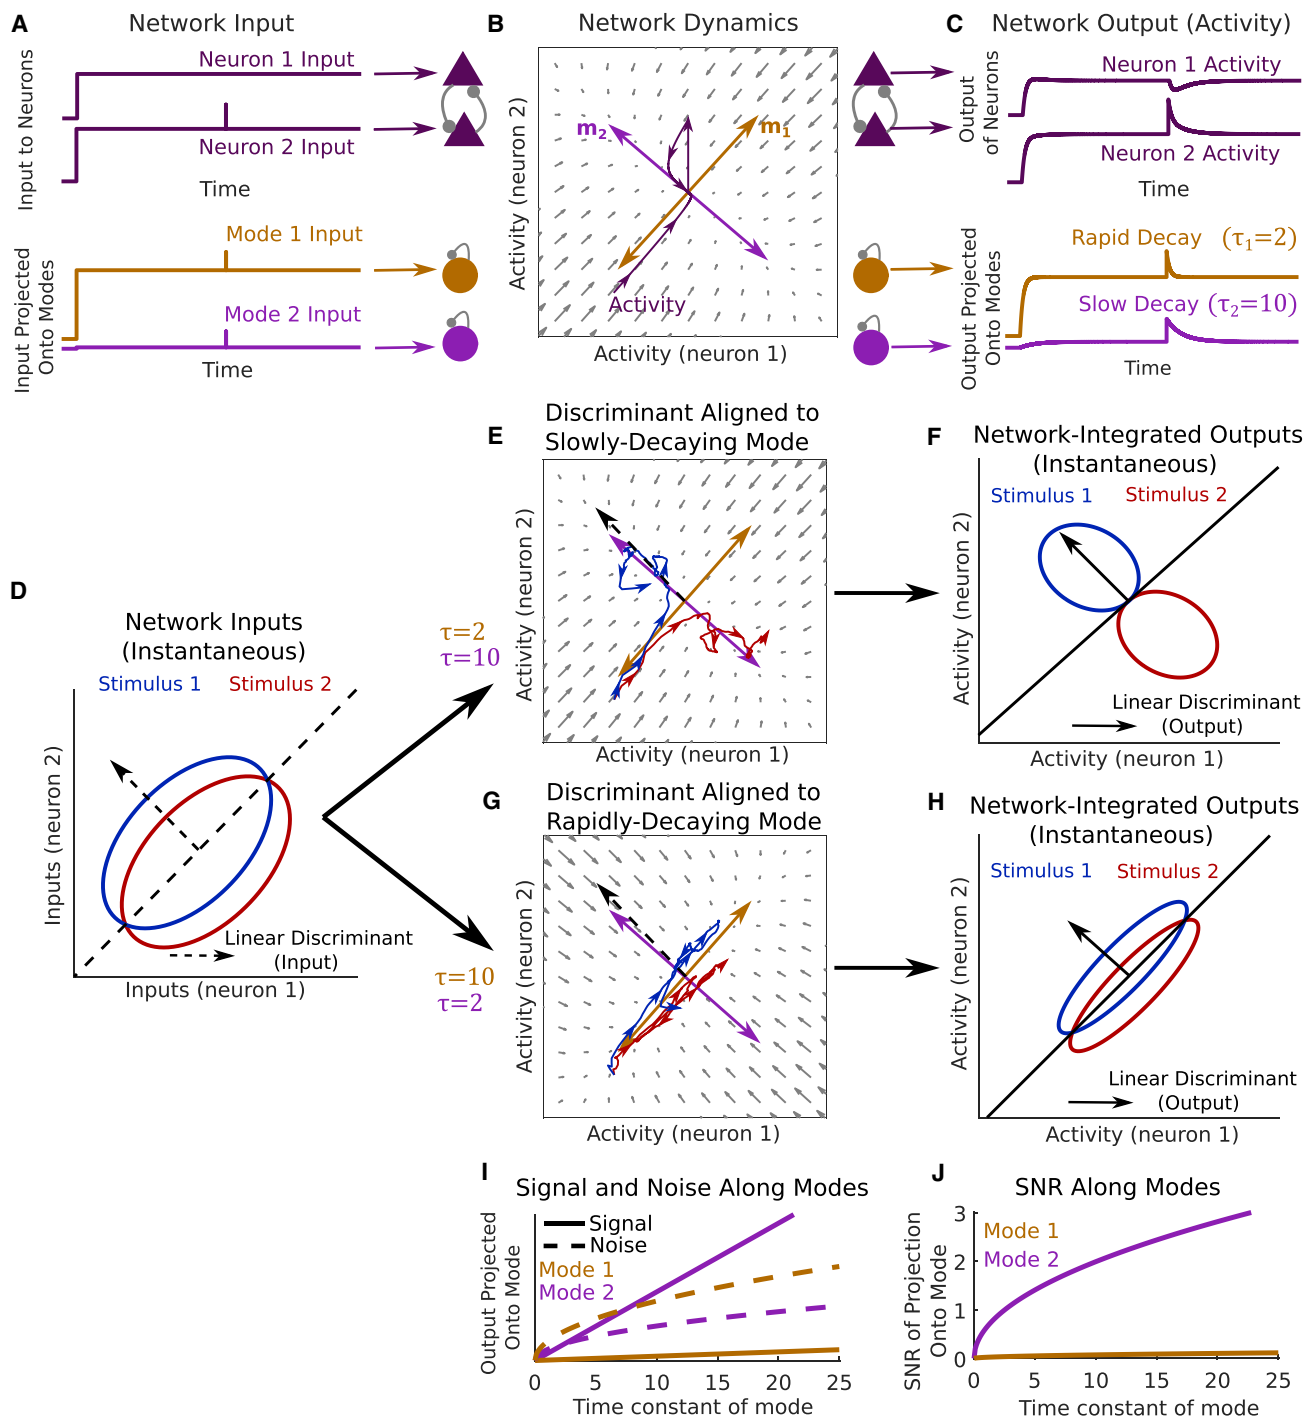 A
Network Input
Input to Neurons
Neuron 1 Input
Neuron 2 Input
Time
Input Projected
Onto Modes
Mode 1 Input
Mode 2 Input
Time
B
Network Dynamics
Activity (neuron 2)
m2
m1
Activity
Activity (neuron 1)
C
Network Output (Activity)
Output
of Neurons
Neuron 1 Activity
Neuron 2 Activity
Time
Output Projected
Onto Modes
Rapid Decay (τ1=2)
Slow Decay (τ2=10)
Time
D
Network Inputs
(Instantaneous)
Stimulus 1 Stimulus 2
Inputs (neuron 2)
Linear Discriminant
(Input)
Inputs (neuron 1)
τ=2
τ=10
τ=10
τ=2
E
Discriminant Aligned to
Slowly-Decaying Mode
Activity (neuron 2)
Activity (neuron 1)
F
Network-Integrated Outputs
(Instantaneous)
Stimulus 1 Stimulus 2
Activity (neuron 2)
Linear Discriminant
(Output)
Activity (neuron 1)
G
Discriminant Aligned to
Rapidly-Decaying Mode
Activity (neuron 2)
Activity (neuron 1)
H
Network-Integrated Outputs
(Instantaneous)
Stimulus 1 Stimulus 2
Activity (neuron 2)
Linear Discriminant
(Output)
Activity (neuron 1)
I
Signal and Noise Along Modes
Output Projected
Onto Mode
Signal
Noise
Mode 1
Mode 2
0 5 10 15 20 25
Time constant of mode
J
SNR Along Modes
SNR of Projection
Onto Mode
3
2
1
0
Mode 1
Mode 2
0 5 10 15 20 25
Time constant of mode